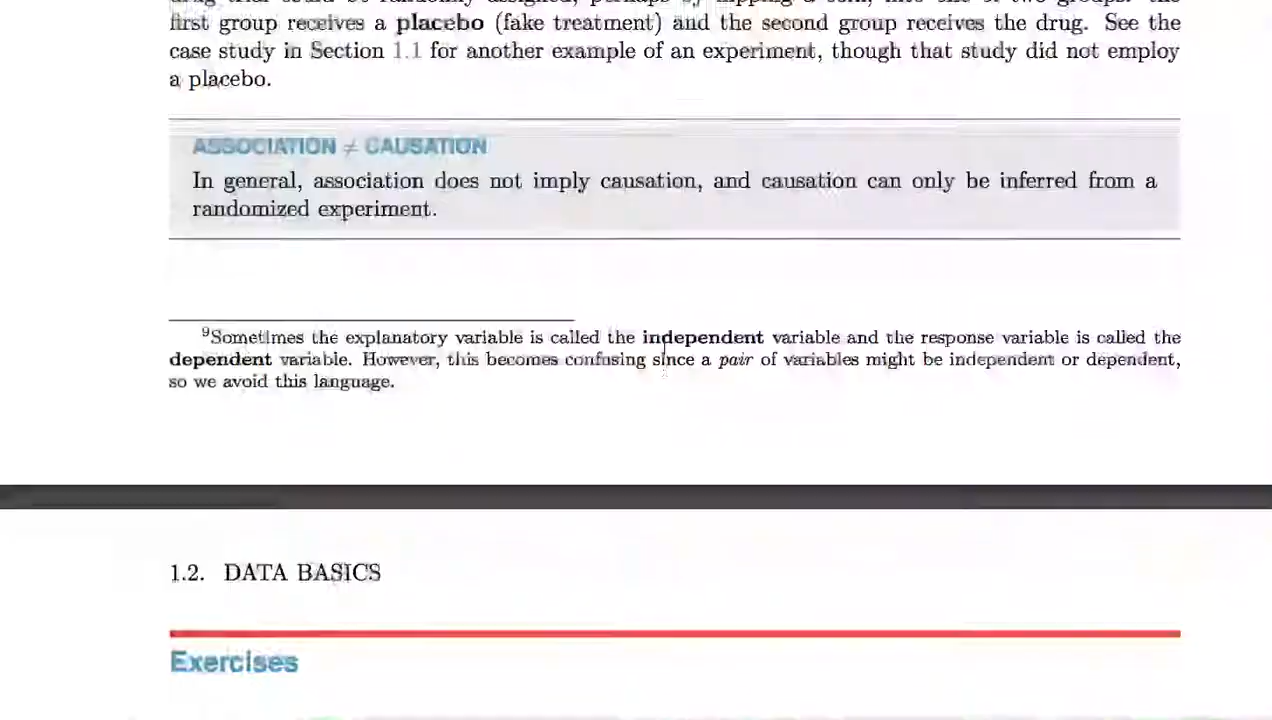 first group receives a placebo (fake treatment) and the second group receives the drug. See the
case study in Section 1.1 for another example of an experiment, though that study did not employ
a placebo.
ASSOCIATION ≠ CAUSATION
In general, association does not imply causation, and causation can only be inferred from a
randomized experiment.
9Sometimes the explanatory variable is called the independent variable and the response variable is called the
dependent variable. However, this becomes confusing since a pair of variables might be independent or dependent,
so we avoid this language.
1.2. DATA BASICS
Exercises